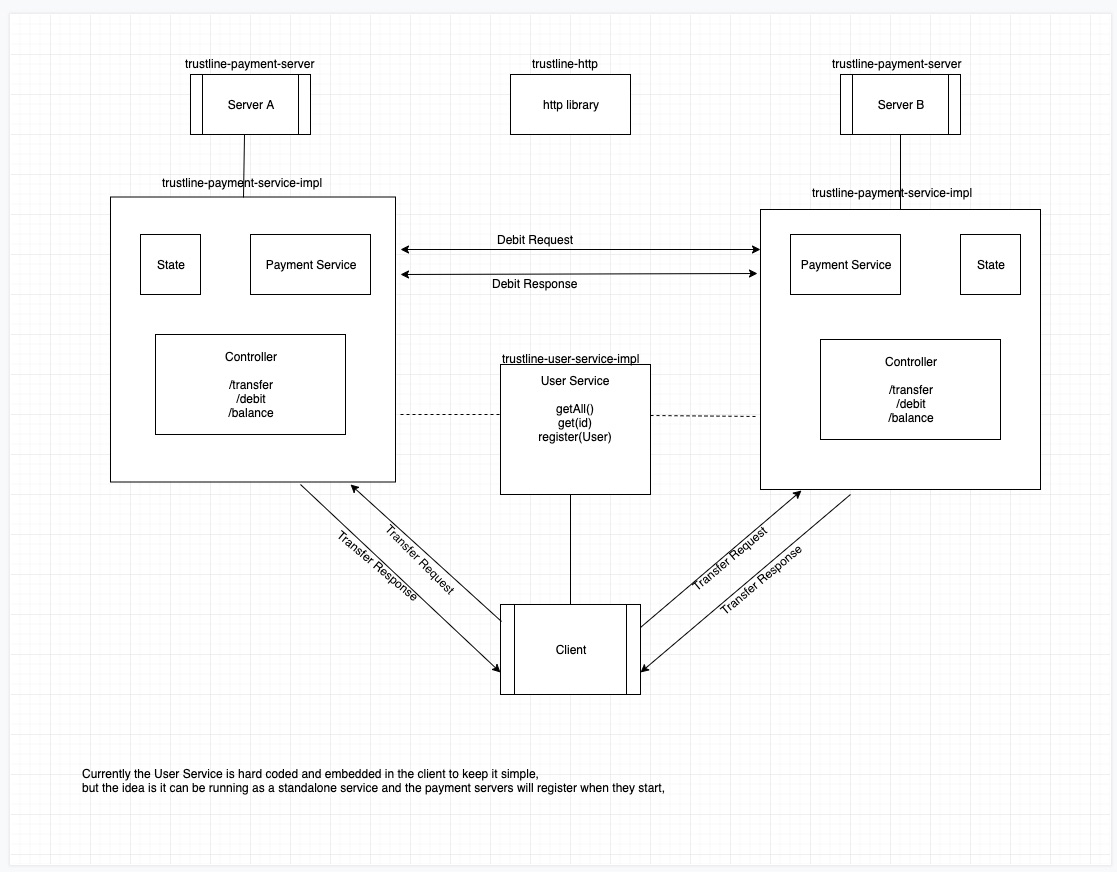 trustline-payment-server
Server A
trustline-http
http library
trustline-payment-server
Server B
trustline-payment-service-impl
State
Payment Service
Controller
/transfer
/debit
/balance
Debit Request
Debit Response
trustline-payment-service-impl
Payment Service
State
Controller
/transfer
/debit
/balance
trustline-user-service-impl
User Service
getAll()
get(id)
register(User)
Transfer Response
Transfer Request
Transfer Request
Transfer Response
Client
Currently the User Service is hard coded and embedded in the client to keep it simple,
but the idea is it can be running as a standalone service and the payment servers will register when they start,